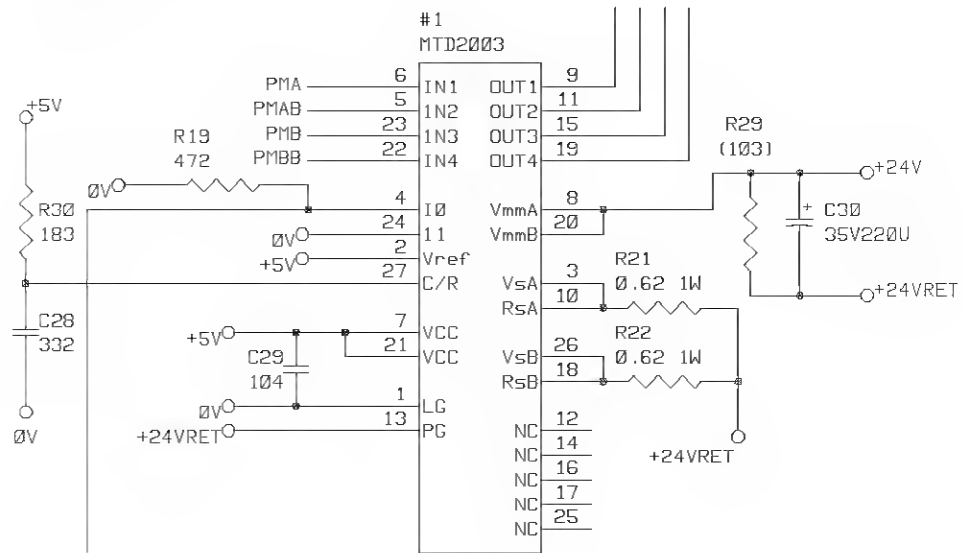 #1
MTD2003
PMA 6 IN1 OUT1 9
PMAB 5 1N2 OUT2 11
PMB 23 1N3 OUT3 15
PMBB 22 IN4 OUT4 19
+5V
R19
472
R29
(103)
+24V
0V 4 I0 VmmA 8
R30
183
24 11 VmmB 20
0V
C30
35V220U
+
+5V 2 Vref
27 C/R VsA 3
R21
0.62 1W
RsA 10
+24VRET
C28
332
+5V 7 VCC
R22
0.62 1W
21 VCC VsB 26
C29
104
RsB 18
0V 1 LG
+24VRET 13 PG
0V
NC 12
NC 14
NC 16
NC 17
NC 25
+24VRET